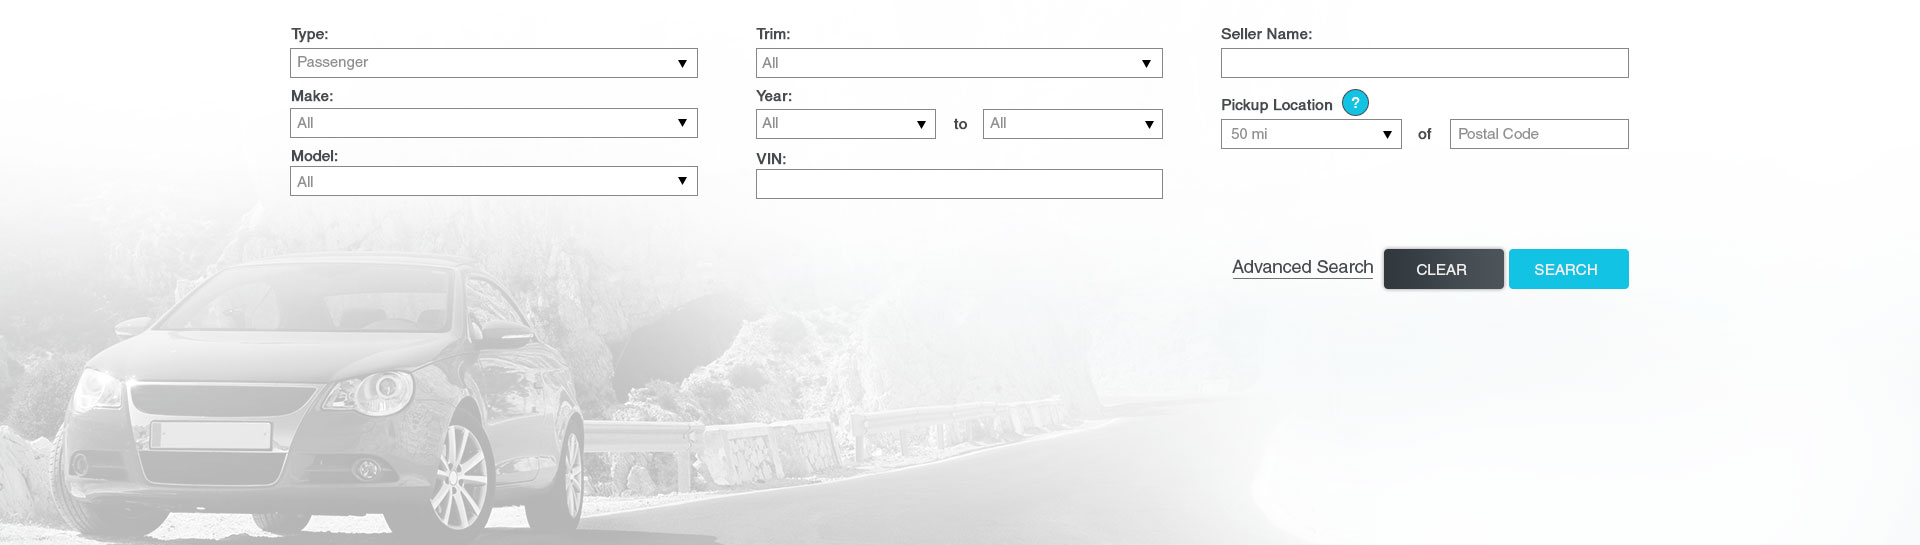 Type:
Passenger
Make:
All
Model:
All
Trim:
All
Year:
All to All
VIN:
Seller Name:
Pickup Location ?
50 mi of Postal Code
Advanced Search CLEAR SEARCH